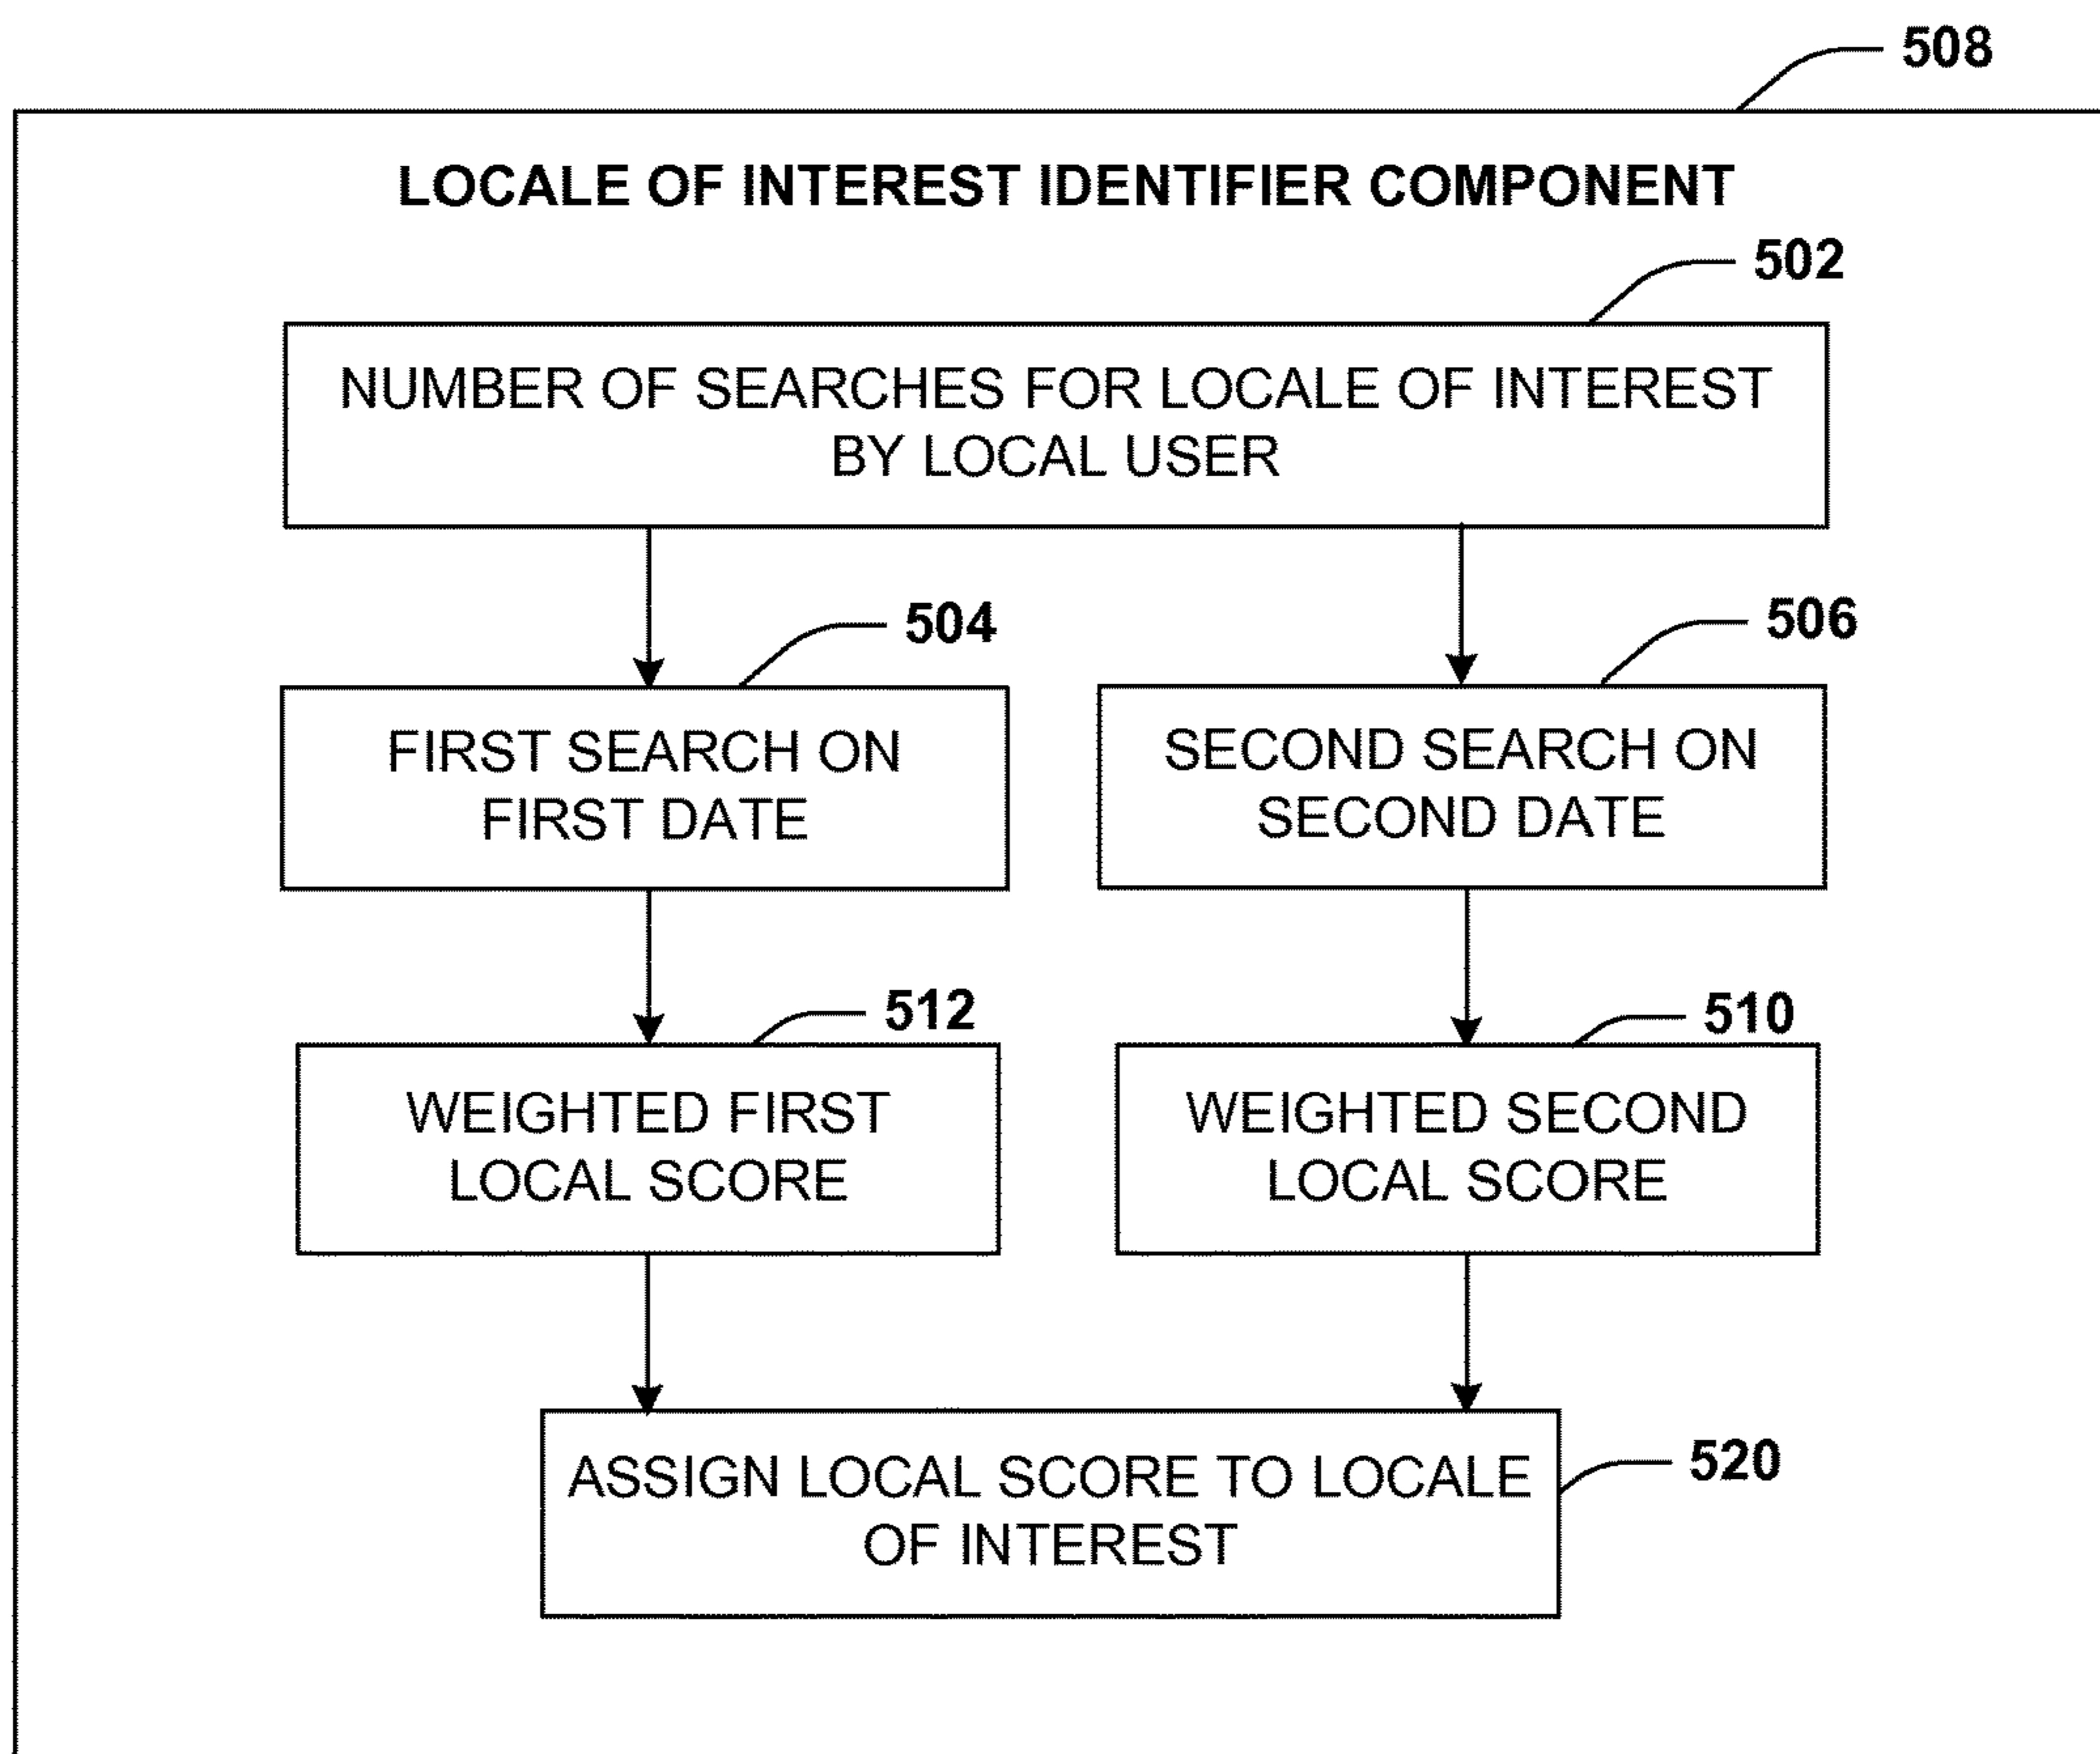 508
LOCALE OF INTEREST IDENTIFIER COMPONENT
502
NUMBER OF SEARCHES FOR LOCALE OF INTEREST
BY LOCAL USER
504
506
FIRST SEARCH ON
FIRST DATE
SECOND SEARCH ON
SECOND DATE
512
510
WEIGHTED FIRST
LOCAL SCORE
WEIGHTED SECOND
LOCAL SCORE
ASSIGN LOCAL SCORE TO LOCALE
OF INTEREST
520